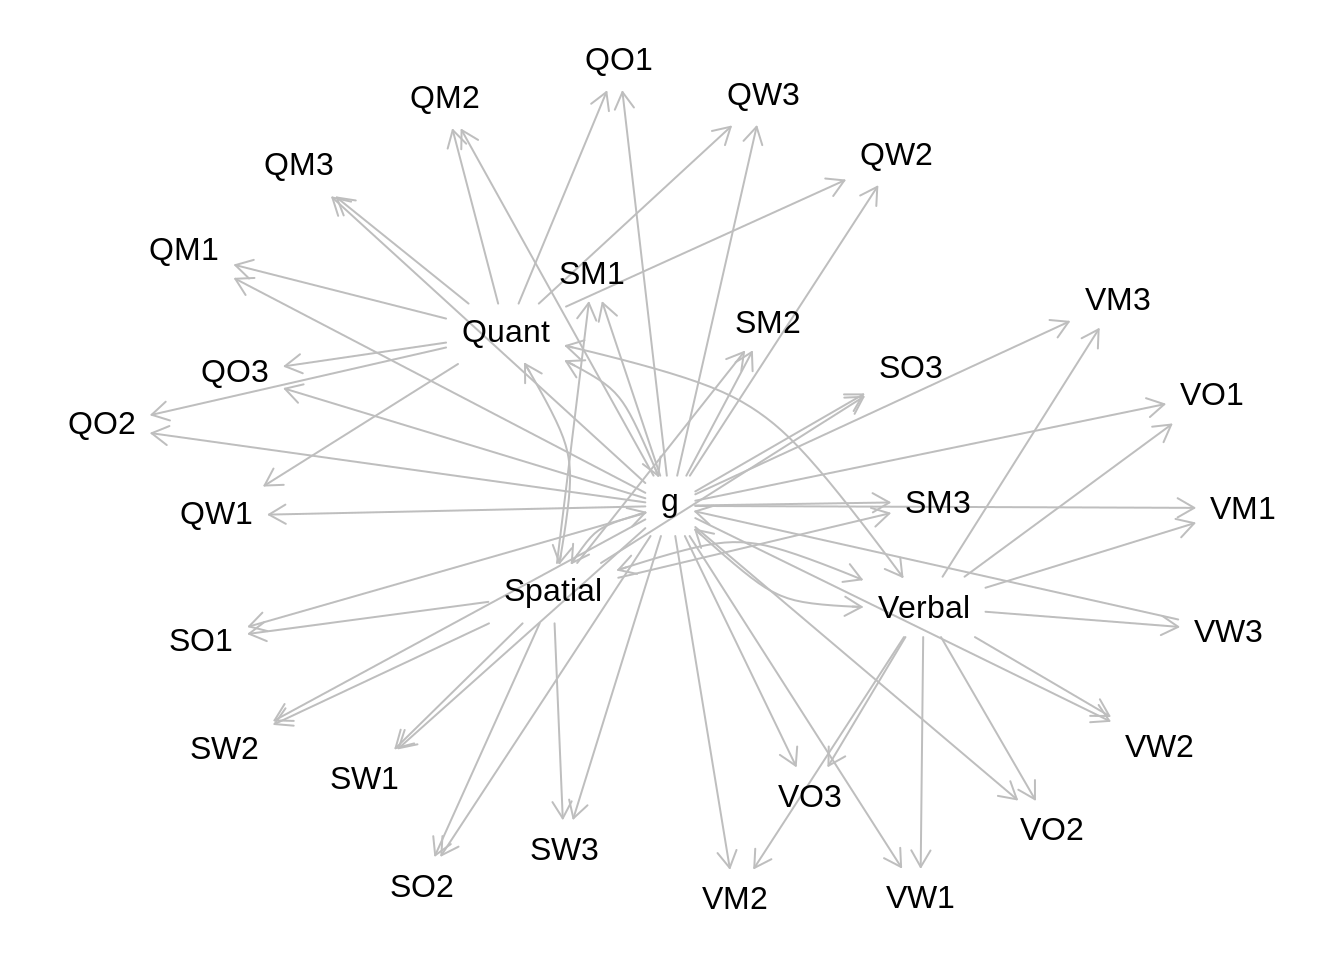 QO1
QM2
QW3
QW2
QM3
QM1
SM1
VM3
SM2
Quant
SO3
QO3
VO1
QO2
g
SM3
VM1
QW1
Spatial
Verbal
VW3
SO1
VW2
SW2
SW1
VO3
VO2
SW3
SO2
VW1
VM2